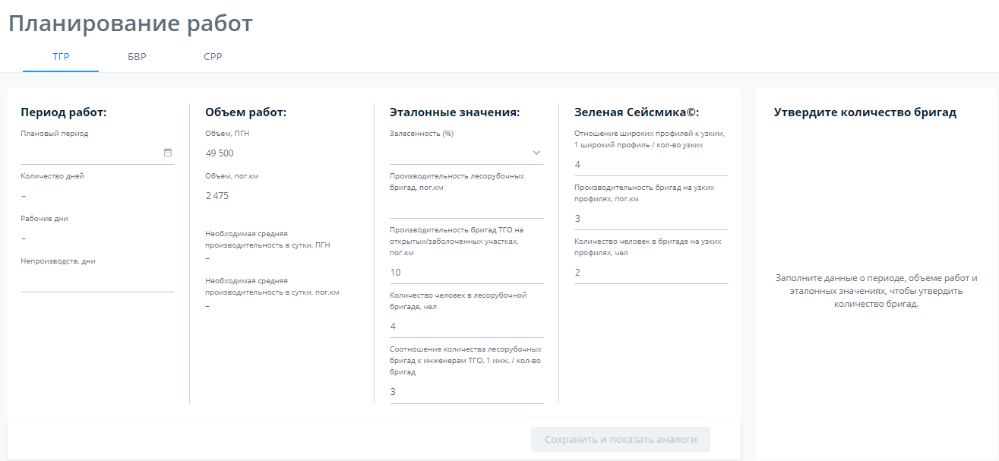 Планирование работ
ТГР
БВР
СРР
Период работ:
Плановый период
Количество дней
–
Рабочие дни
–
Непроизводств. дни
Объем работ:
Объем, ПГН
49 500
Объем, пог.км
2 475
Необходимая средняя
производительность в сутки, ПГН
–
Необходимая средняя
производительность в сутки, пог.км
–
Эталонные значения:
Залесенность (%)
Производительность лесорубочных
бригад, пог.км
Производительность бригад ТГО на
открытых/заболоченных участках,
пог.км
10
Количество человек в лесорубочной
бригаде, чел
4
Соотношение количества лесорубочных
бригад к инженерам ТГО, 1 инж. / кол-во
бригад
3
Зеленая Сейсмика©:
Отношение широких профилей к узким,
1 широкий профиль / кол-во узких
4
Производительность бригад на узких
профилях, пог.км
3
Количество человек в бригаде на узких
профилях, чел
2
Сохранить и показать аналоги
Утвердите количество бригад
Заполните данные о периоде, объеме работ и
эталонных значениях, чтобы утвердить
количество бригад.